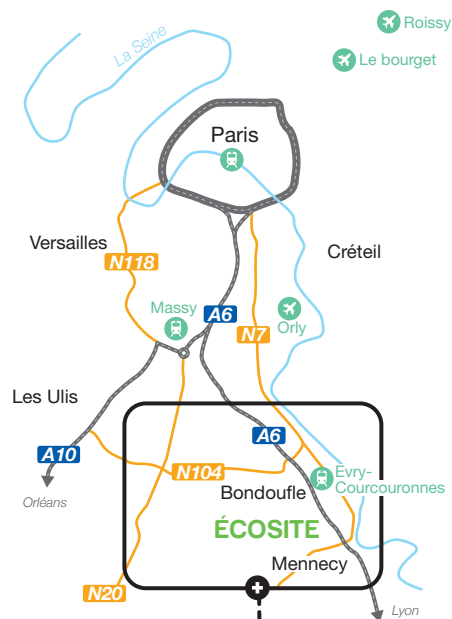 Roissy
La Seine
Le bourget
Paris
Versailles
Créteil
N118
Massy
A6
Orly
N7
Les Ulis
A6
A10
N104
Évry-
Courcouronnes
Orléans
Bondoufle
ÉCOSITE
Mennecy
N20
Lyon